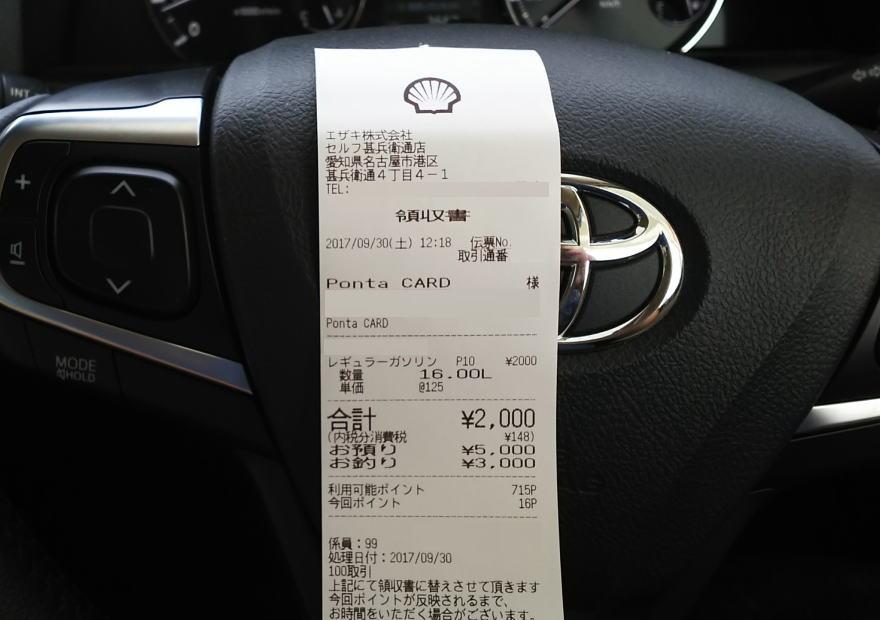 INT
+
MODE
HOLD
エザキ株式会社
セルフ甚兵衛通店
愛知県名古屋市港区
甚兵衛通4丁目4-1
TEL:
領収書
2017/09/30(土) 12:18 伝票No.
取引通番
Ponta CARD 様
Ponta CARD
レギュラーガソリン P10 ¥2000
数量 16.00L
単価 @125
合計 ¥2,000
(内税分消費税 ¥148)
お預り ¥5,000
お釣り ¥3,000
利用可能ポイント 715P
今回ポイント 16P
係員:99
処理日付:2017/09/30
100取引
上記にて領収書に替えさせて頂きます
今回ポイントが反映されるまで、
お時間をいただく場合がございます。